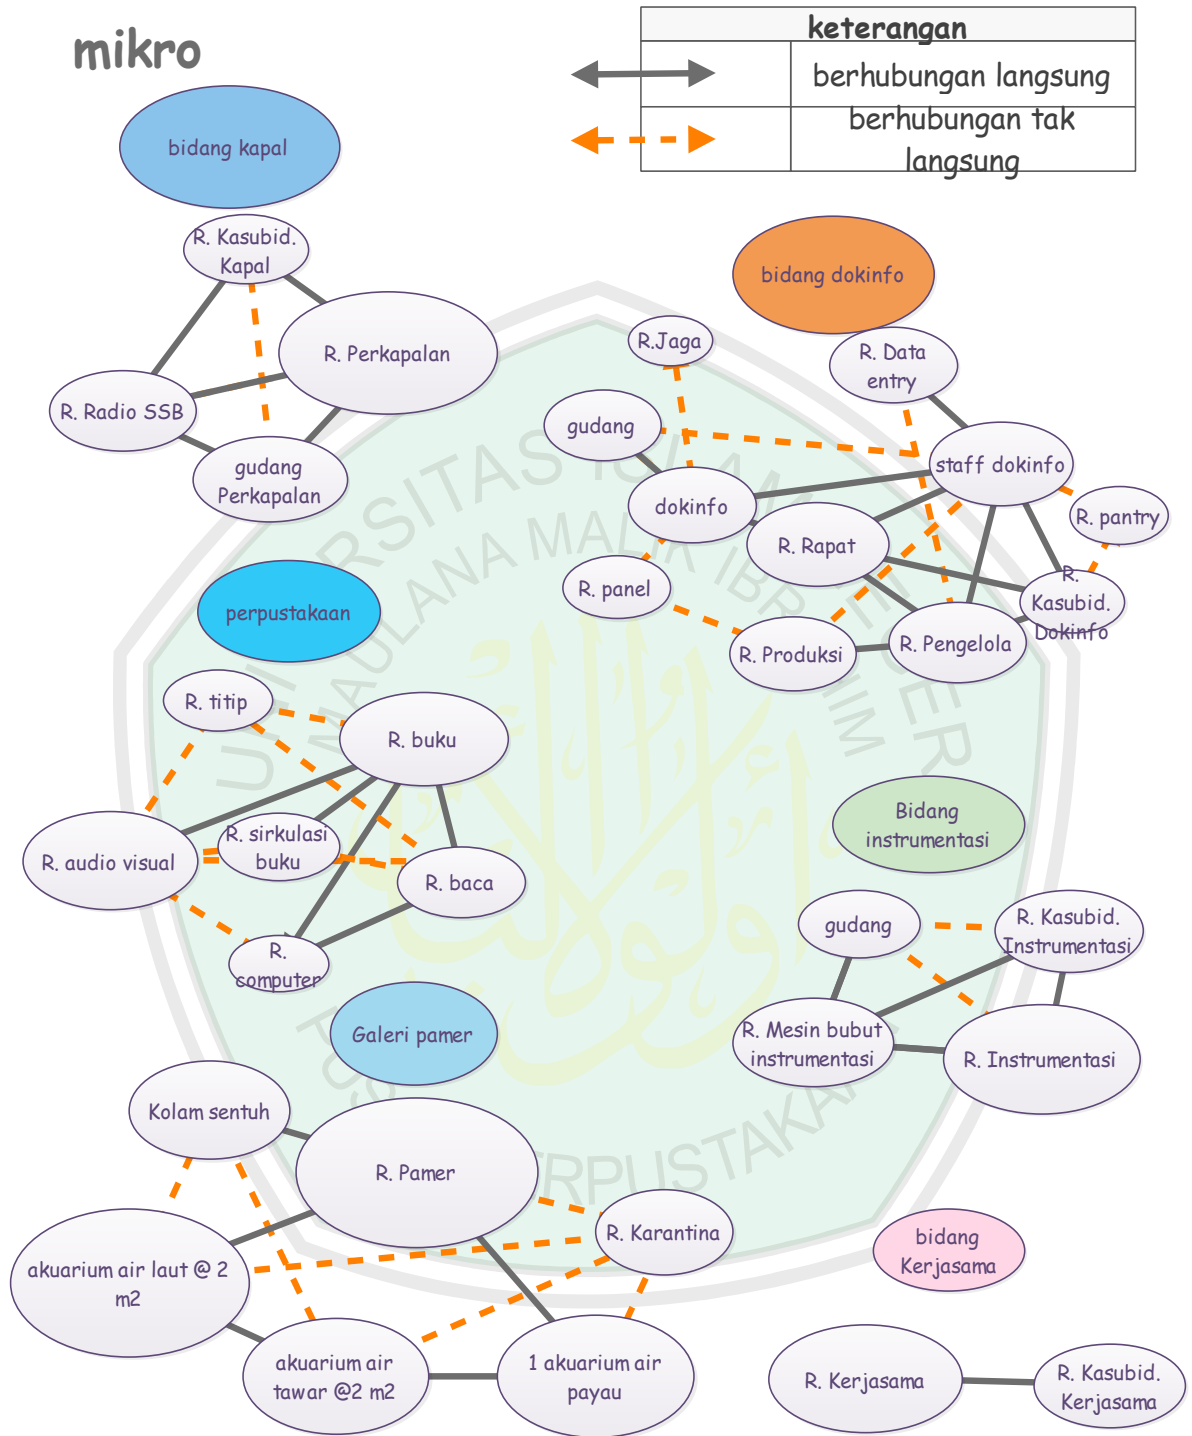 mikro
keterangan
berhubungan langsung
berhubungan tak
langsung
bidang kapal
R. Kasubid.
Kapal
R. Perkapalan
R. Radio SSB
gudang
Perkapalan
bidang dokinfo
R.Jaga
R. Data
entry
gudang
staff dokinfo
dokinfo
R. pantry
R. Rapat
R. panel
R.
Kasubid.
Dokinfo
R. Produksi
R. Pengelola
perpustakaan
R. titip
R. buku
R. sirkulasi
buku
R. audio visual
R. baca
R.
computer
Bidang
instrumentasi
gudang
R. Kasubid.
Instrumentasi
R. Mesin bubut
instrumentasi
R. Instrumentasi
Galeri pamer
Kolam sentuh
R. Pamer
R. Karantina
akuarium air laut @ 2
m2
akuarium air
tawar @2 m2
1 akuarium air
payau
bidang
Kerjasama
R. Kerjasama
R. Kasubid.
Kerjasama